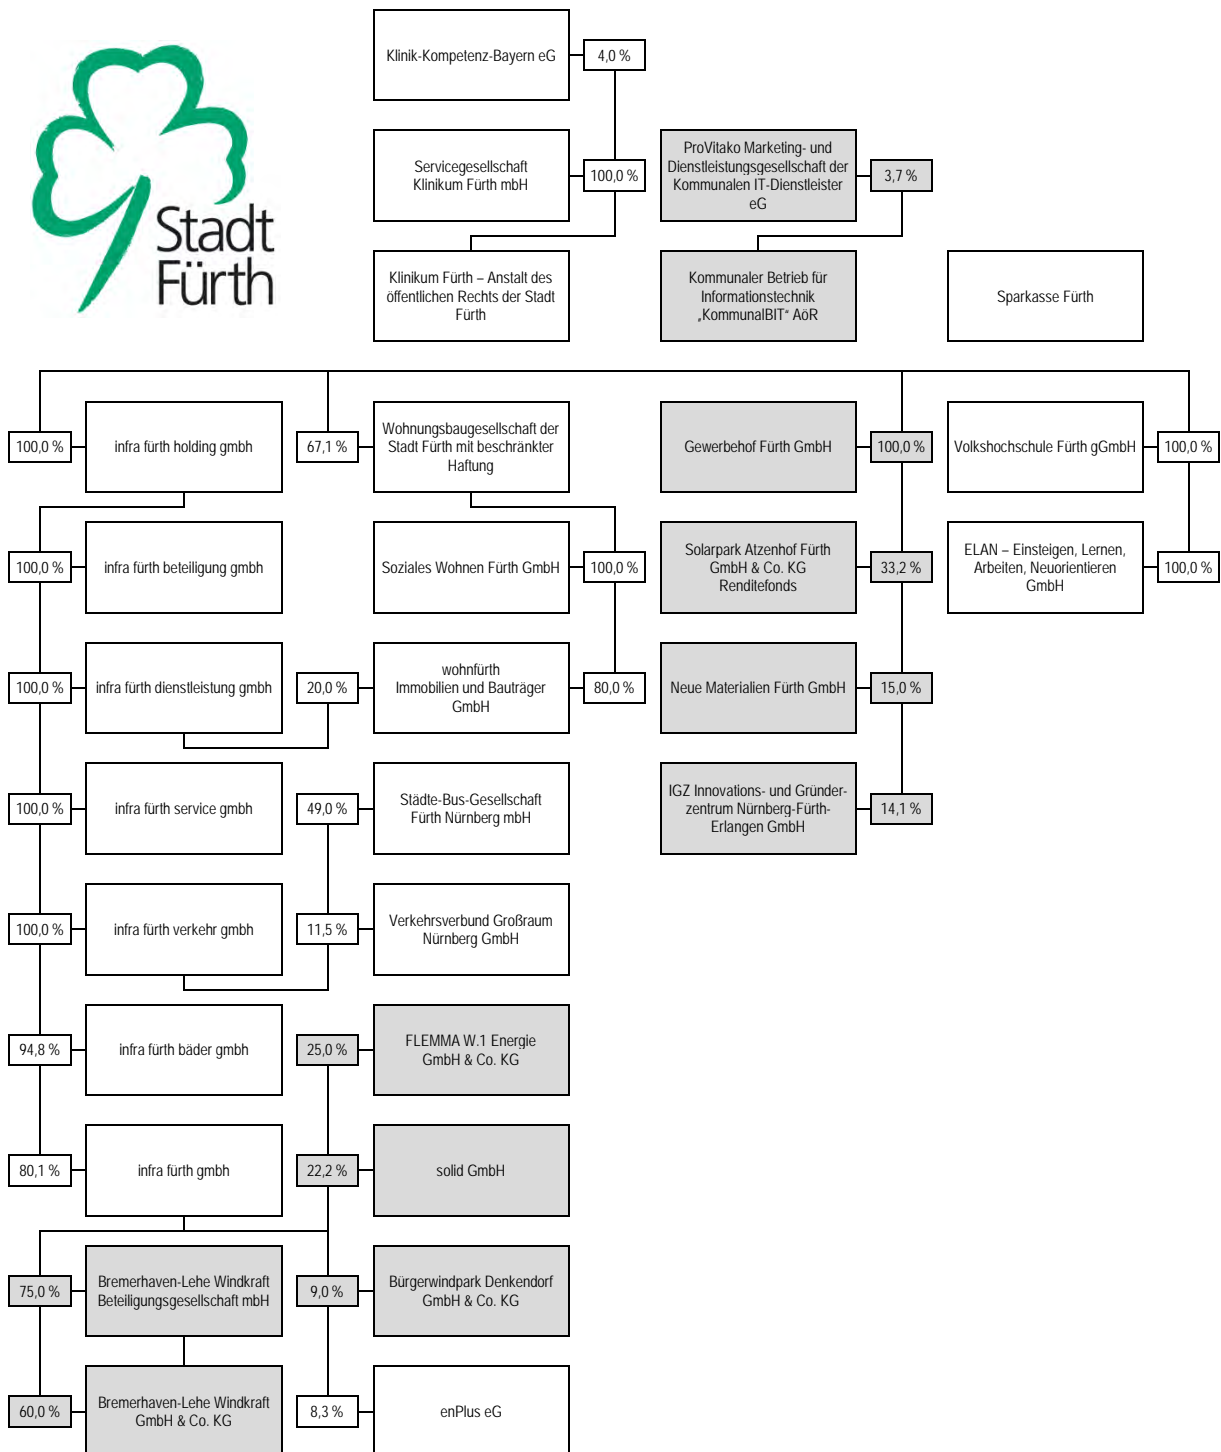 Klinik-Kompetenz-Bayern eG
4,0 %
Stadt
Fürth
Servicegesellschaft
Klinikum Fürth mbH
100,0 %
ProVitako Marketing- und
Dienstleistungsgesellschaft der
Kommunalen IT-Dienstleister
eG
3,7 %
Klinikum Fürth – Anstalt des
öffentlichen Rechts der Stadt
Fürth
Kommunaler Betrieb für
Informationstechnik
„KommunalBIT“ AöR
Sparkasse Fürth
100,0 %
infra fürth holding gmbh
67,1 %
Wohnungsbaugesellschaft der
Stadt Fürth mit beschränkter
Haftung
Gewerbehof Fürth GmbH
100,0 %
Volkshochschule Fürth gGmbH
100,0 %
100,0 %
infra fürth beteiligung gmbh
Soziales Wohnen Fürth GmbH
100,0 %
Solarpark Atzenhof Fürth
GmbH & Co. KG
Renditefonds
33,2 %
ELAN – Einsteigen, Lernen,
Arbeiten, Neuorientieren
GmbH
100,0 %
100,0 %
infra fürth dienstleistung gmbh
20,0 %
wohnfürth
Immobilien und Bauträger
GmbH
80,0 %
Neue Materialien Fürth GmbH
15,0 %
100,0 %
infra fürth service gmbh
49,0 %
Städte-Bus-Gesellschaft
Fürth Nürnberg mbH
IGZ Innovations- und Gründer-
zentrum Nürnberg-Fürth-
Erlangen GmbH
14,1 %
100,0 %
infra fürth verkehr gmbh
11,5 %
Verkehrsverbund Großraum
Nürnberg GmbH
94,8 %
infra fürth bäder gmbh
25,0 %
FLEMMA W.1 Energie
GmbH & Co. KG
80,1 %
infra fürth gmbh
22,2 %
solid GmbH
75,0 %
Bremerhaven-Lehe Windkraft
Beteiligungsgesellschaft mbH
9,0 %
Bürgerwindpark Denkendorf
GmbH & Co. KG
60,0 %
Bremerhaven-Lehe Windkraft
GmbH & Co. KG
8,3 %
enPlus eG